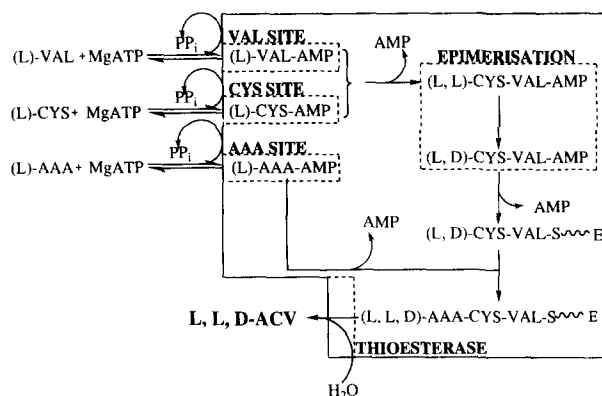 PPi
VAL SITE
(L)-VAL +MgATP
(L)-VAL-AMP
AMP
EPIMERISATION
(L, L)-CYS-VAL-AMP
PPi
CYS SITE
(L)-CYS+ MgATP
(L)-CYS-AMP
PPi
AAA SITE
(L)-AAA+ MgATP
(L)-AAA-AMP
(L, D)-CYS-VAL-AMP
AMP
(L, D)-CYS-VAL-S E
AMP
L, L, D-ACV
(L, L, D)-AAA-CYS-VAL-S E
THIOESTERASE
H2O